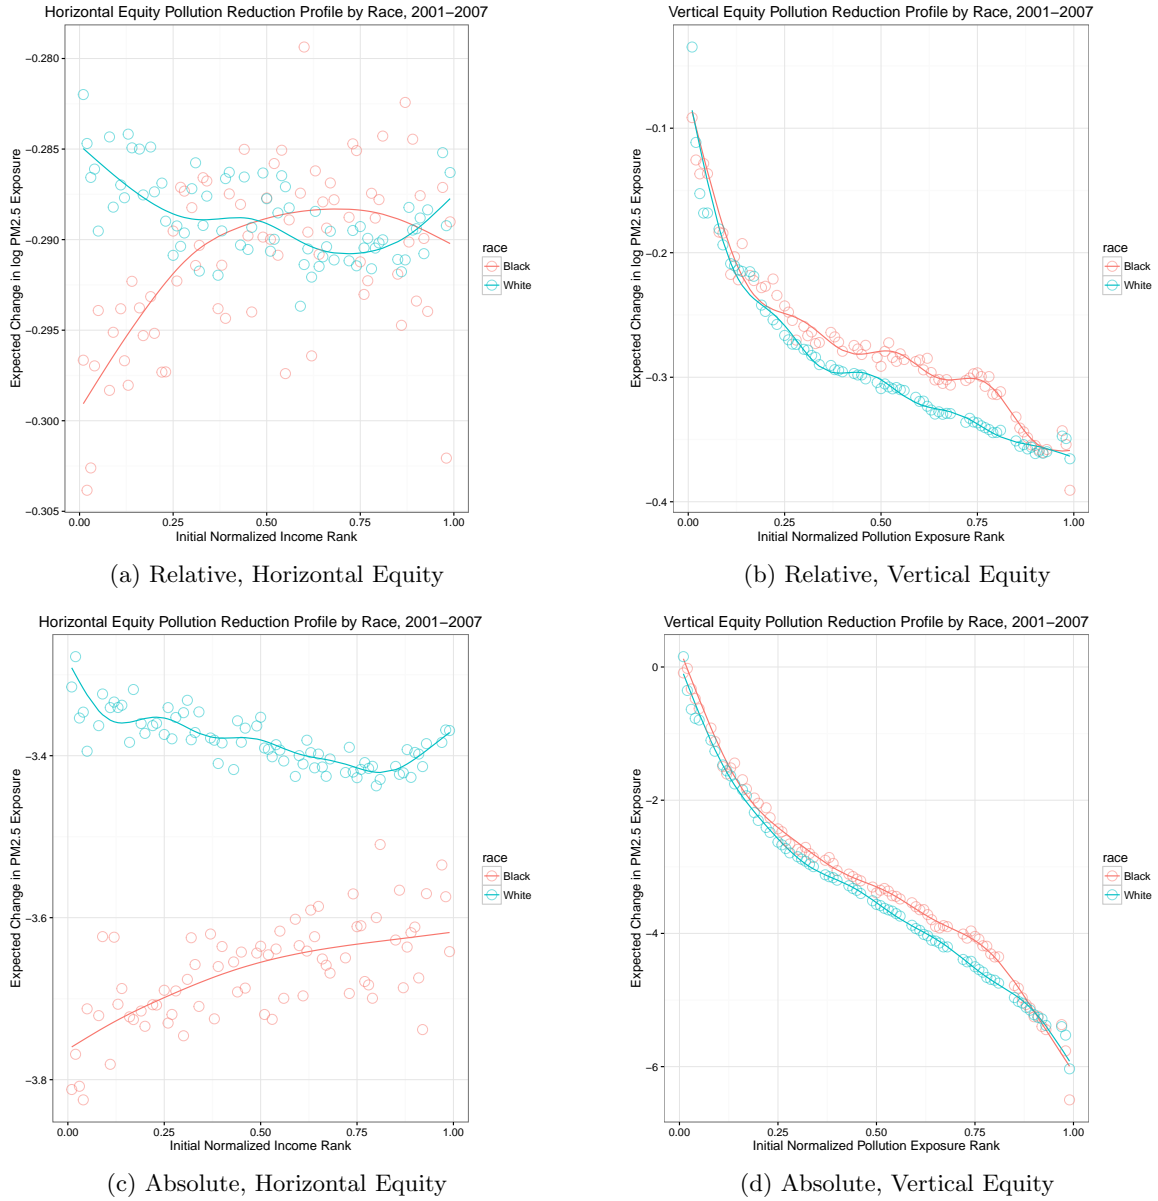 Horizontal Equity Pollution Reduction Profile by Race, 2001−2007
−0.280
−0.285
−0.290
−0.295
−0.300
−0.305
Expected Change in log PM2.5 Exposure
0.00 0.25 0.50 0.75 1.00
Initial Normalized Income Rank
race
Black
White
(a) Relative, Horizontal Equity
Vertical Equity Pollution Reduction Profile by Race, 2001−2007
−0.1
−0.2
−0.3
−0.4
Expected Change in log PM2.5 Exposure
0.00 0.25 0.50 0.75 1.00
Initial Normalized Pollution Exposure Rank
race
Black
White
(b) Relative, Vertical Equity
Horizontal Equity Pollution Reduction Profile by Race, 2001−2007
−3.4
−3.6
−3.8
Expected Change in PM2.5 Exposure
0.00 0.25 0.50 0.75 1.00
Initial Normalized Income Rank
race
Black
White
(c) Absolute, Horizontal Equity
Vertical Equity Pollution Reduction Profile by Race, 2001−2007
0
−2
−4
−6
Expected Change in PM2.5 Exposure
0.00 0.25 0.50 0.75 1.00
Initial Normalized Pollution Exposure Rank
race
Black
White
(d) Absolute, Vertical Equity